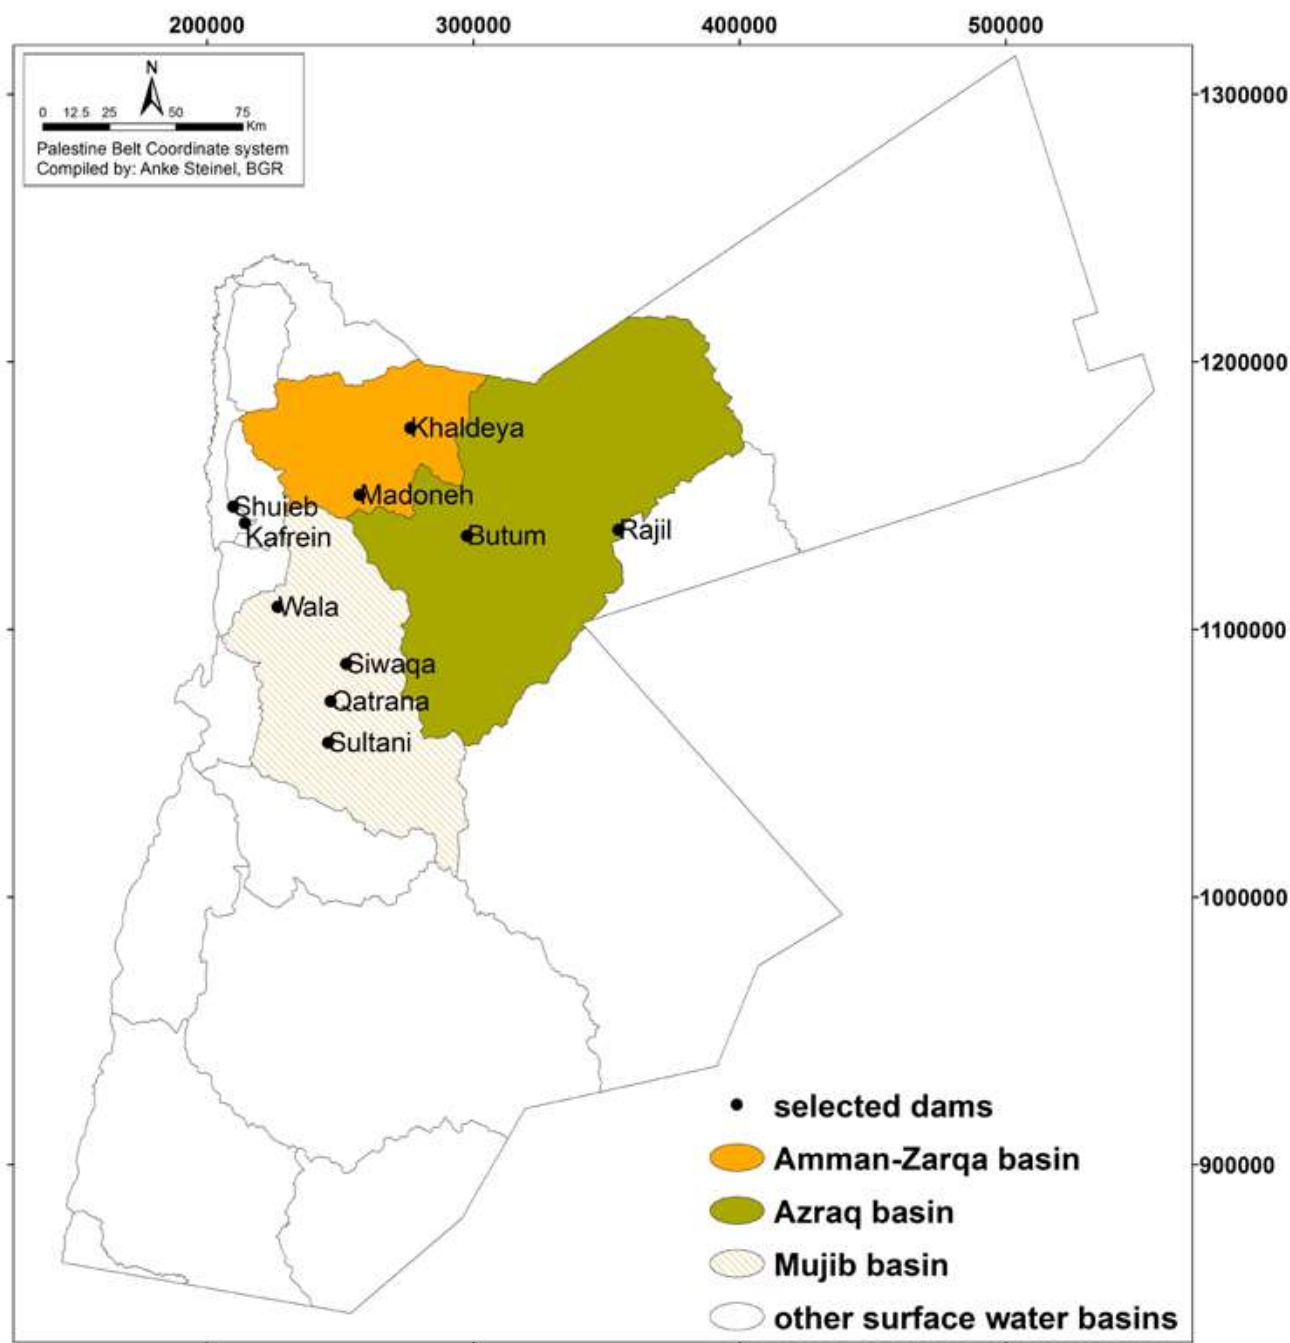 200000 300000 400000 500000
N
0 12.5 25 50 75
Km
Palestine Belt Coordinate system
Compiled by: Anke Steinel, BGR
1300000
1200000
Khaldeya
Madoneh
Shuieb
Kafrein
Butum
Rajil
Wala
1100000
Siwaqa
Qatrana
Sultani
1000000
selected dams
Amman-Zarqa basin
900000
Azraq basin
Mujib basin
other surface water basins